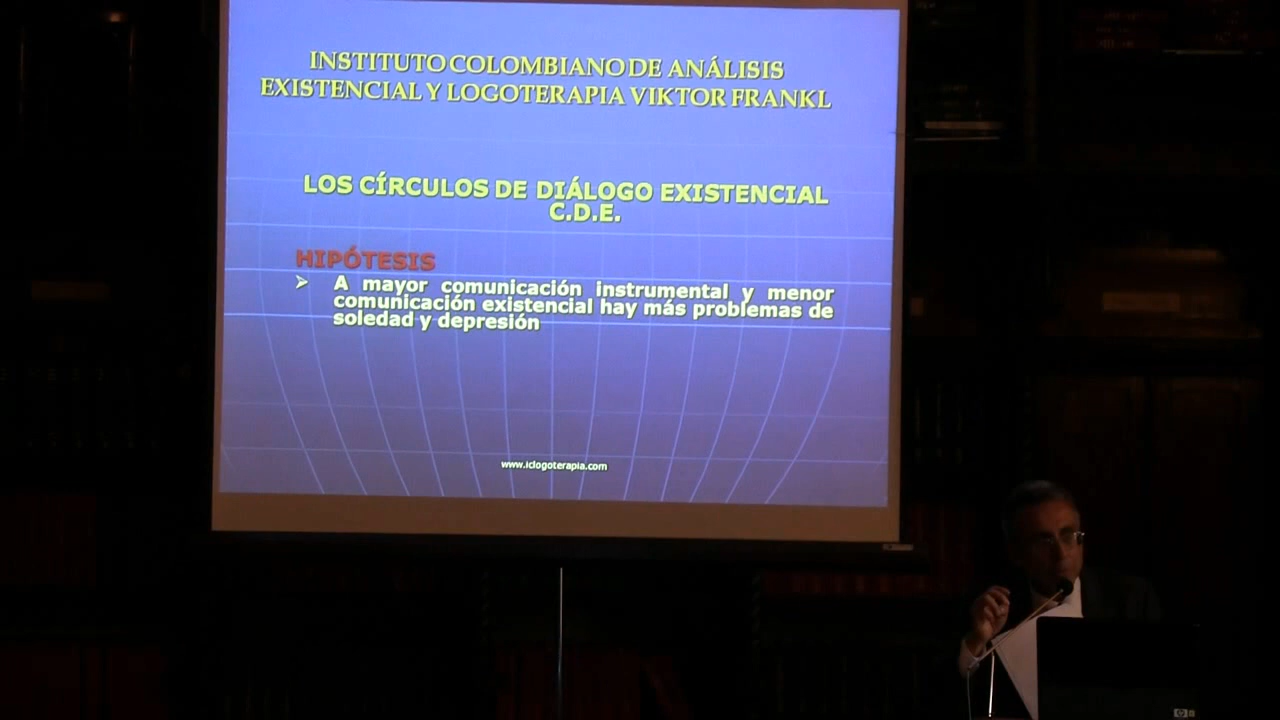 INSTITUTO COLOMBIANO DE ANÁLISIS
EXISTENCIAL Y LOGOTERAPIA VIKTOR FRANKL
LOS CÍRCULOS DE DIÁLOGO EXISTENCIAL
C.D.E.
HIPÓTESIS
A mayor comunicación instrumental y menor
comunicación existencial hay más problemas de
soledad y depresión
www.iclogoterapia.com
hp